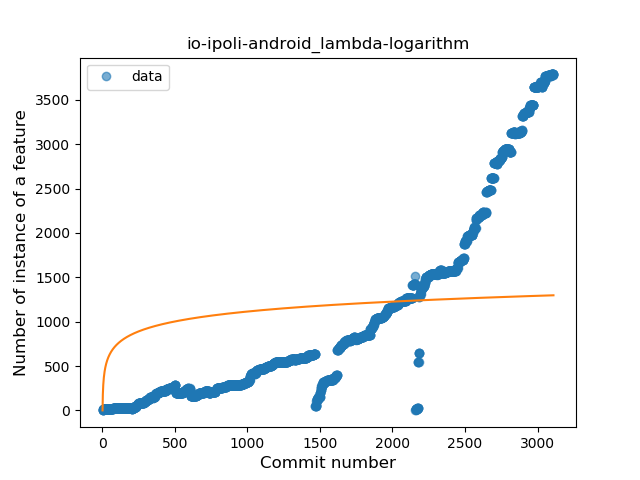 io-ipoli-android_lambda-logarithm
data
Number of instance of a feature
3500
3000
2500
2000
1500
1000
500
0
0 500 1000 1500 2000 2500 3000
Commit number